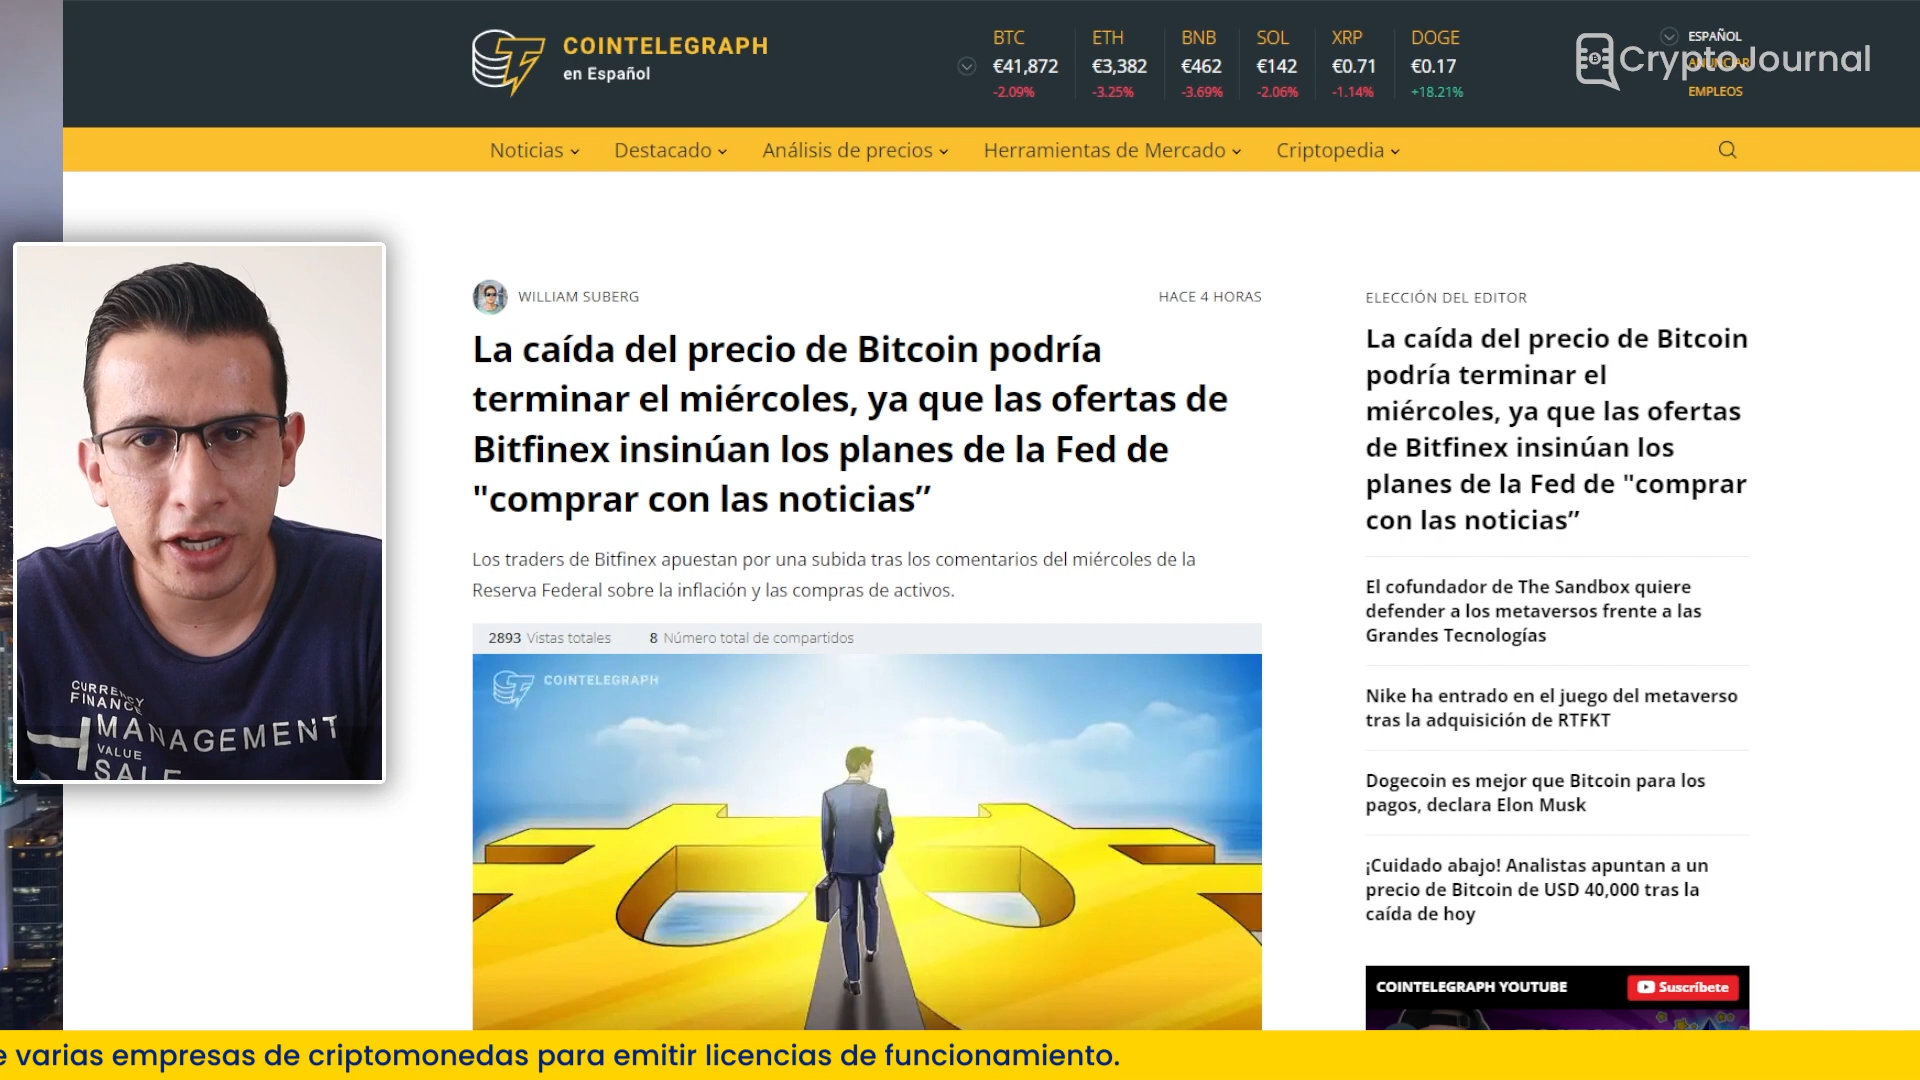 COINTELEGRAPH
en Español
BTC ETH BNB SOL XRP DOGE
€41,872 €3,382 €462 €142 €0.71 €0.17
-2.09% -3.25% -3.69% -2.06% -1.14% +18.21%
ESPAÑOL
ANUNCIAR
EMPLEOS
CryptoJournal
Noticias Destacado Análisis de precios Herramientas de Mercado Criptopedia
WILLIAM SUBERG
HACE 4 HORAS
La caída del precio de Bitcoin podría
terminar el miércoles, ya que las ofertas de
Bitfinex insinúan los planes de la Fed de
"comprar con las noticias”
Los traders de Bitfinex apuestan por una subida tras los comentarios del miércoles de la
Reserva Federal sobre la inflación y las compras de activos.
2893 Vistas totales 8 Número total de compartidos
COINTELEGRAPH
ELECCIÓN DEL EDITOR
La caída del precio de Bitcoin
podría terminar el
miércoles, ya que las ofertas
de Bitfinex insinúan los
planes de la Fed de "comprar
con las noticias”
El cofundador de The Sandbox quiere
defender a los metaversos frente a las
Grandes Tecnologías
Nike ha entrado en el juego del metaverso
tras la adquisición de RTFKT
Dogecoin es mejor que Bitcoin para los
pagos, declara Elon Musk
¡Cuidado abajo! Analistas apuntan a un
precio de Bitcoin de USD 40,000 tras la
caída de hoy
COINTELEGRAPH YOUTUBE
Suscríbete
CURRENCY
FINANCE
MANAGEMENT
VALUE
SALE
e varias empresas de criptomonedas para emitir licencias de funcionamiento.